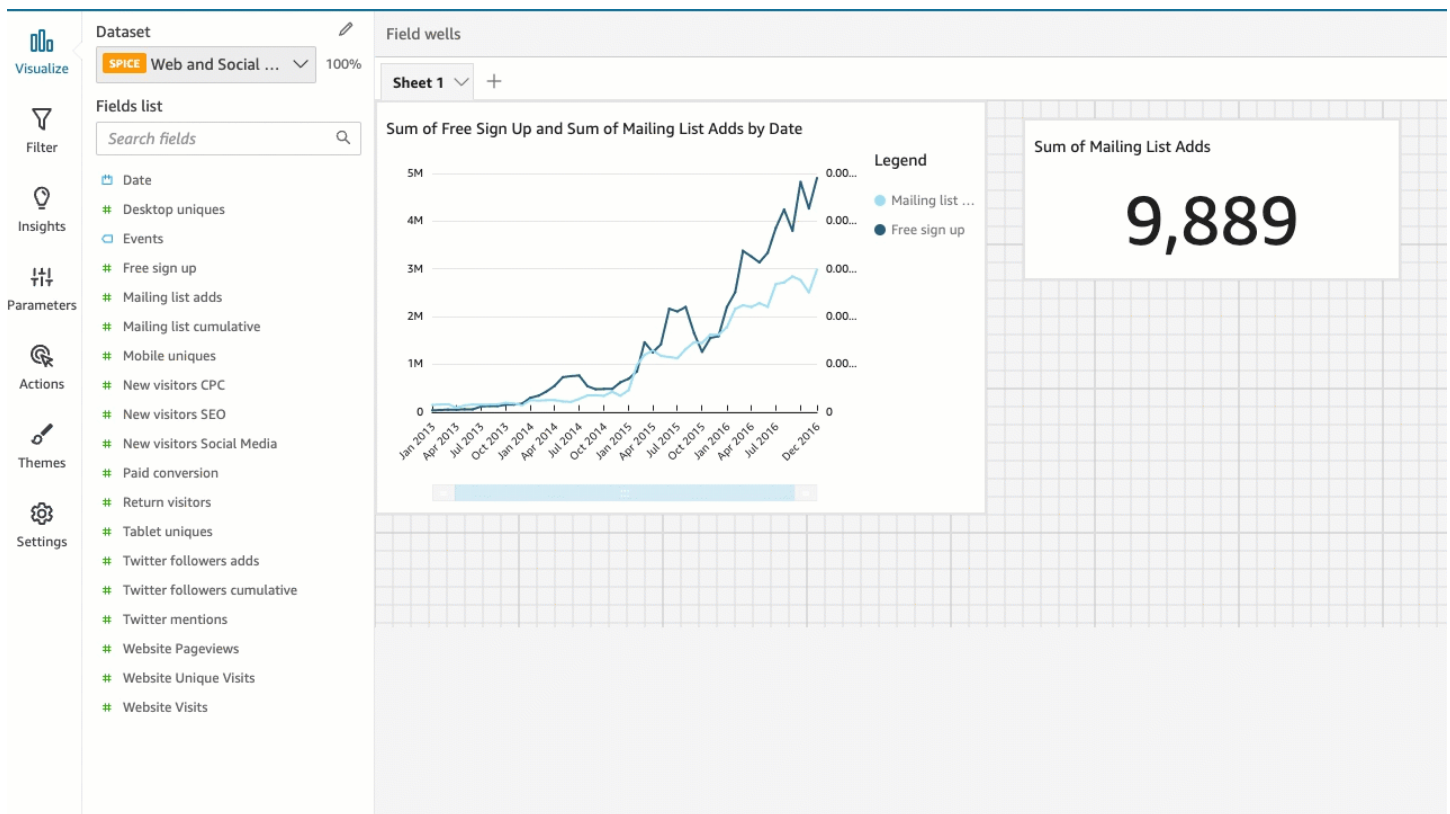 Visualize
Filter
Insights
Parameters
Actions
Themes
Settings
Dataset
SPICE Web and Social ... 100%
Fields list
Search fields
Date
# Desktop uniques
Events
# Free sign up
# Mailing list adds
# Mailing list cumulative
# Mobile uniques
# New visitors CPC
# New visitors SEO
# New visitors Social Media
# Paid conversion
# Return visitors
# Tablet uniques
# Twitter followers adds
# Twitter followers cumulative
# Twitter mentions
# Website Pageviews
# Website Unique Visits
# Website Visits
Field wells
Sheet 1 +
Sum of Free Sign Up and Sum of Mailing List Adds by Date
5M
4M
3M
2M
1M
0
0.00...
0.00...
0.00...
0.00...
0.00...
0
Jan 2013
Apr 2013
Jul 2013
Oct 2013
Jan 2014
Apr 2014
Jul 2014
Oct 2014
Jan 2015
Apr 2015
Jul 2015
Oct 2015
Jan 2016
Apr 2016
Jul 2016
Dec 2016
Legend
Mailing list ...
Free sign up
Sum of Mailing List Adds
9,889